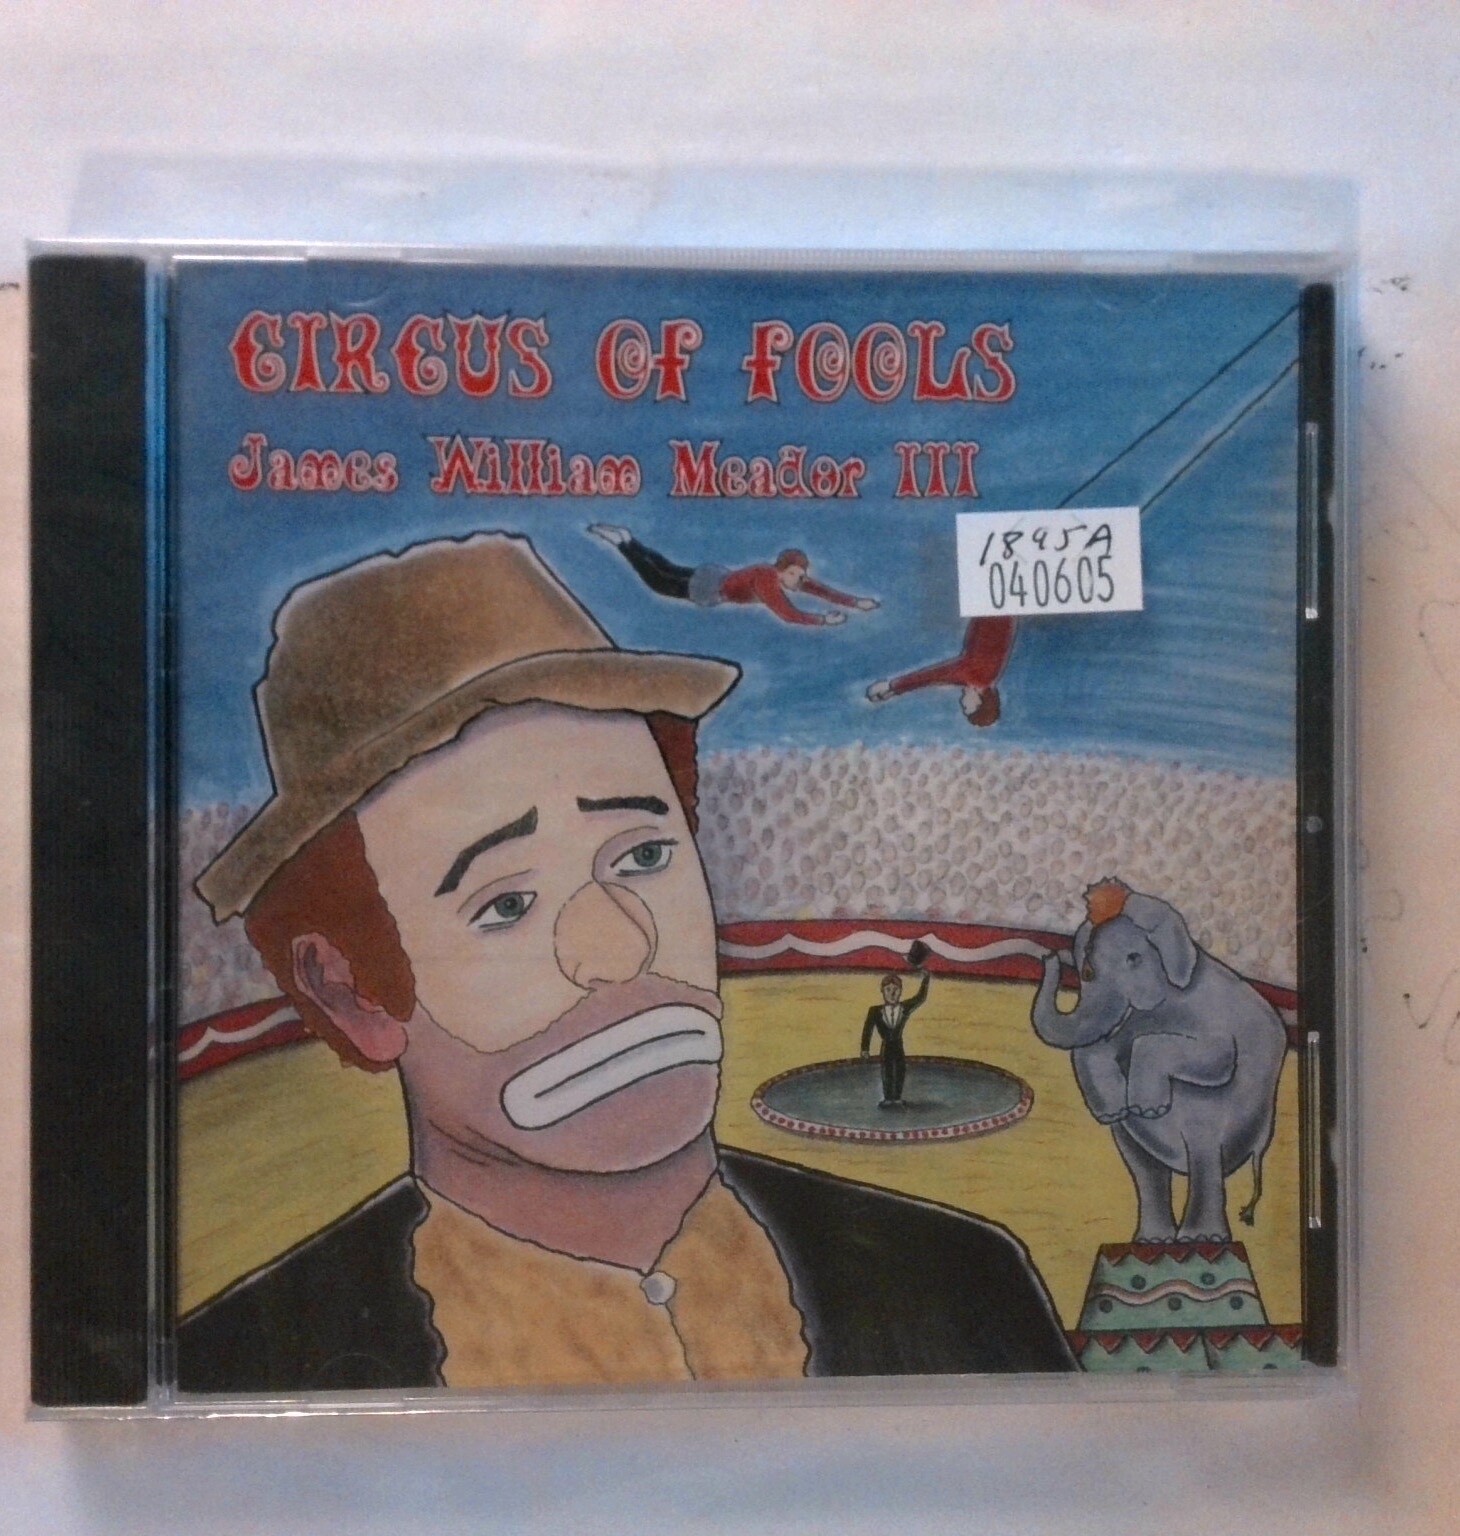 CIRCUS OF FOOLS
James William Meador III
1895A
040605